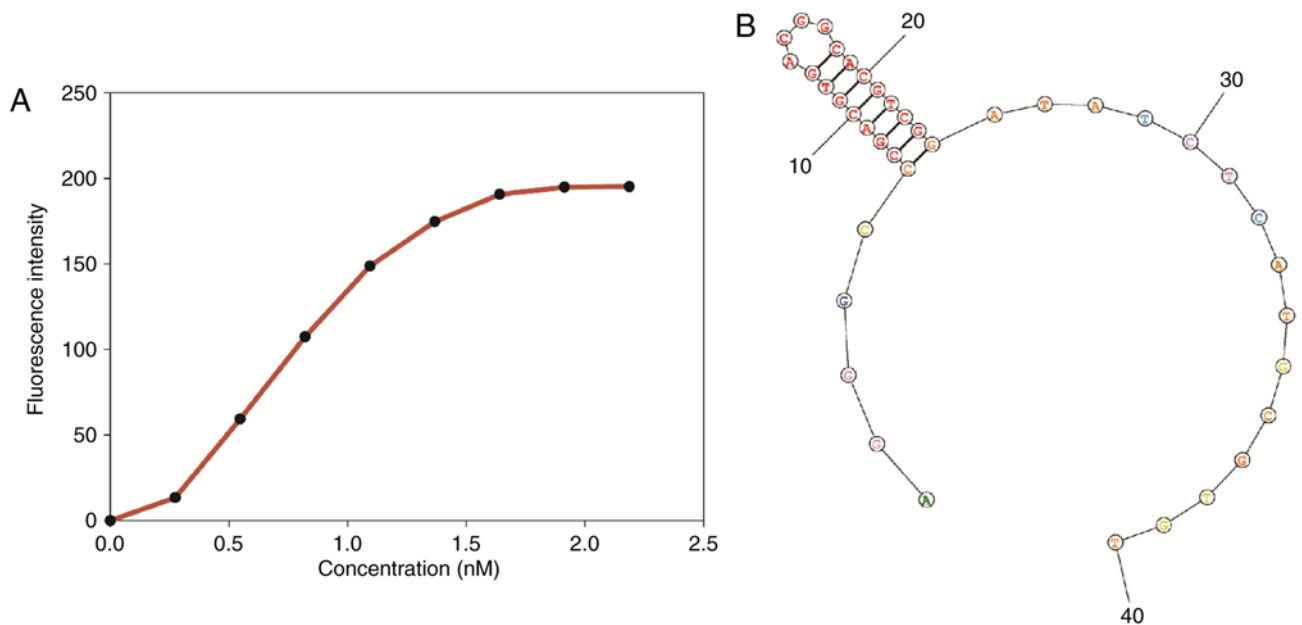 A
250
200
150
100
50
0
Fluorescence intensity
0.0 0.5 1.0 1.5 2.0 2.5
Concentration (nM)
B
10
20
30
40
A G G G C C C G A C G T G A C G G C A C G T C G G A T A T C T C A T G C G T G T